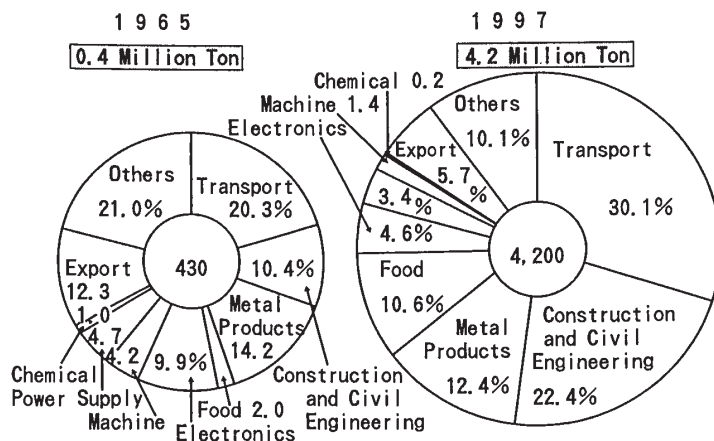 1965
0.4 Million Ton
Others
21.0%
Transport
20.3%
Export
12.3
430
10.4%
1.0
4.7
4.2
9.9%
Metal
Products
14.2
Chemical
Power Supply
Machine
Electronics
Food 2.0
Construction
and Civil
Engineering
1997
4.2 Million Ton
Chemical 0.2
Machine 1.4
Electronics
Others
10.1%
Transport
30.1%
Export
5.7
%
3.4%
4.6%
4,200
Food
10.6%
Metal
Products
12.4%
Construction
and Civil
Engineering
22.4%